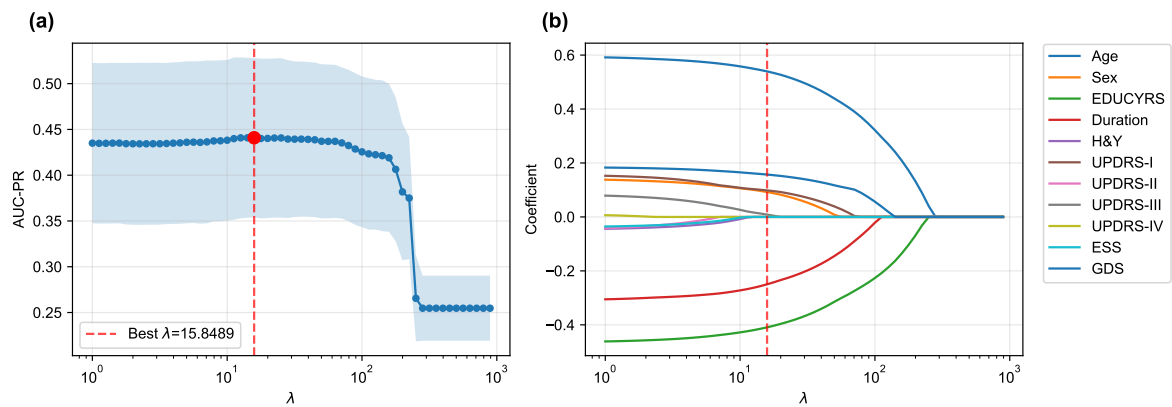 (a)
0.50
0.45
0.40
0.35
0.30
0.25
AUC-PR
10⁰
10¹
10²
10³
λ
Best λ=15.8489
(b)
0.6
0.4
0.2
0.0
−0.2
−0.4
Coefficient
10⁰
10¹
10²
10³
λ
Age
Sex
EDUCYRS
Duration
H&Y
UPDRS-I
UPDRS-II
UPDRS-III
UPDRS-IV
ESS
GDS